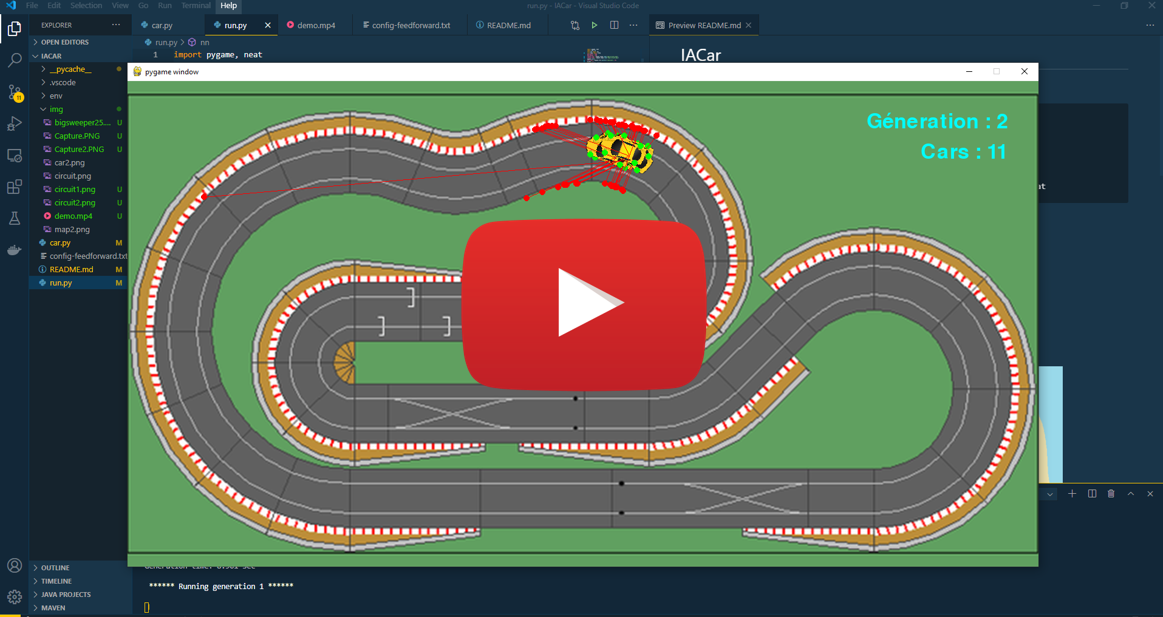 File Edit Selection View Go Run Terminal Help
run.py - IACar - Visual Studio Code
EXPLORER
car.py
run.py
demo.mp4
config-feedforward.txt
README.md
Preview README.md
OPEN EDITORS
run.py > nn
IACAR
1 import pygame, neat
IACar
__pycache__
pygame window
.vscode
env
img
bigsweeper25.... U
Géneration : 2
Capture.PNG U
Capture2.PNG U
Cars : 11
car2.png
circuit.png
circuit1.png U
at
circuit2.png U
demo.mp4 U
map2.png
car.py M
config-feedforward.txt
README.md M
run.py M
11
OUTLINE
****** Running generation 1 ******
TIMELINE
JAVA PROJECTS
MAVEN